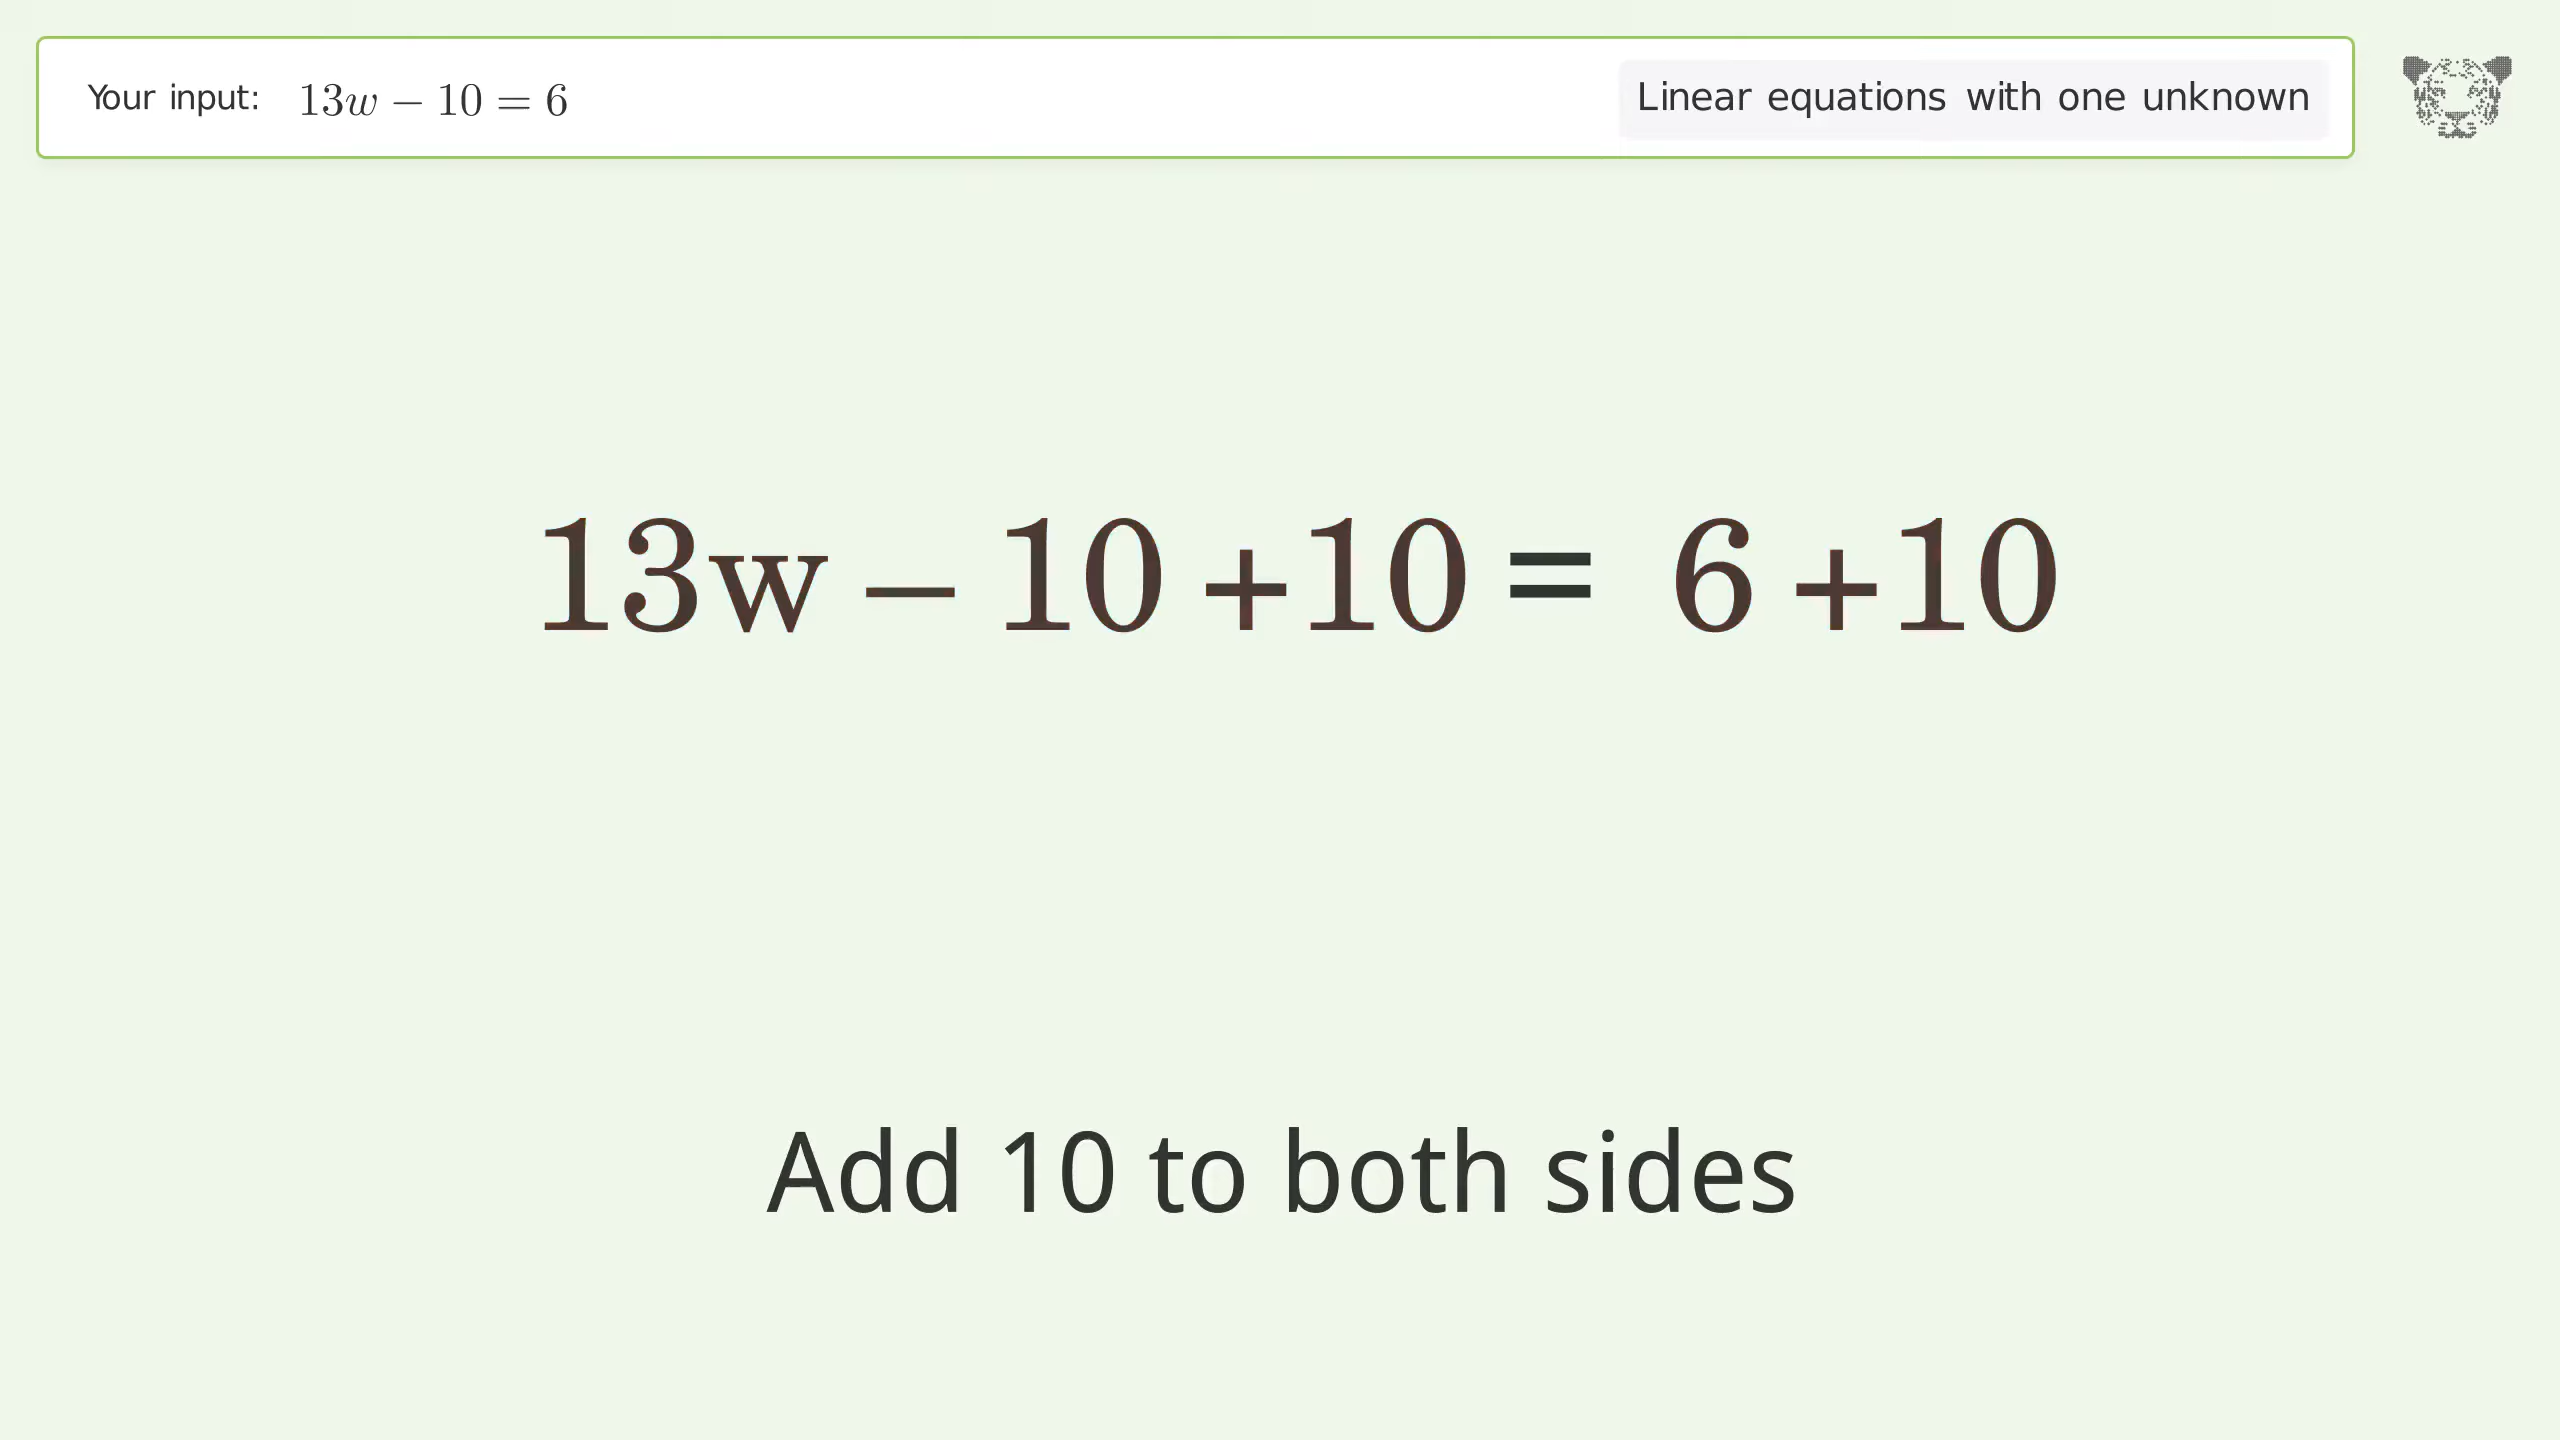 Your input: 13w − 10 = 6 Linear equations with one unknown
13w − 10 +10 = 6 +10
Add 10 to both sides